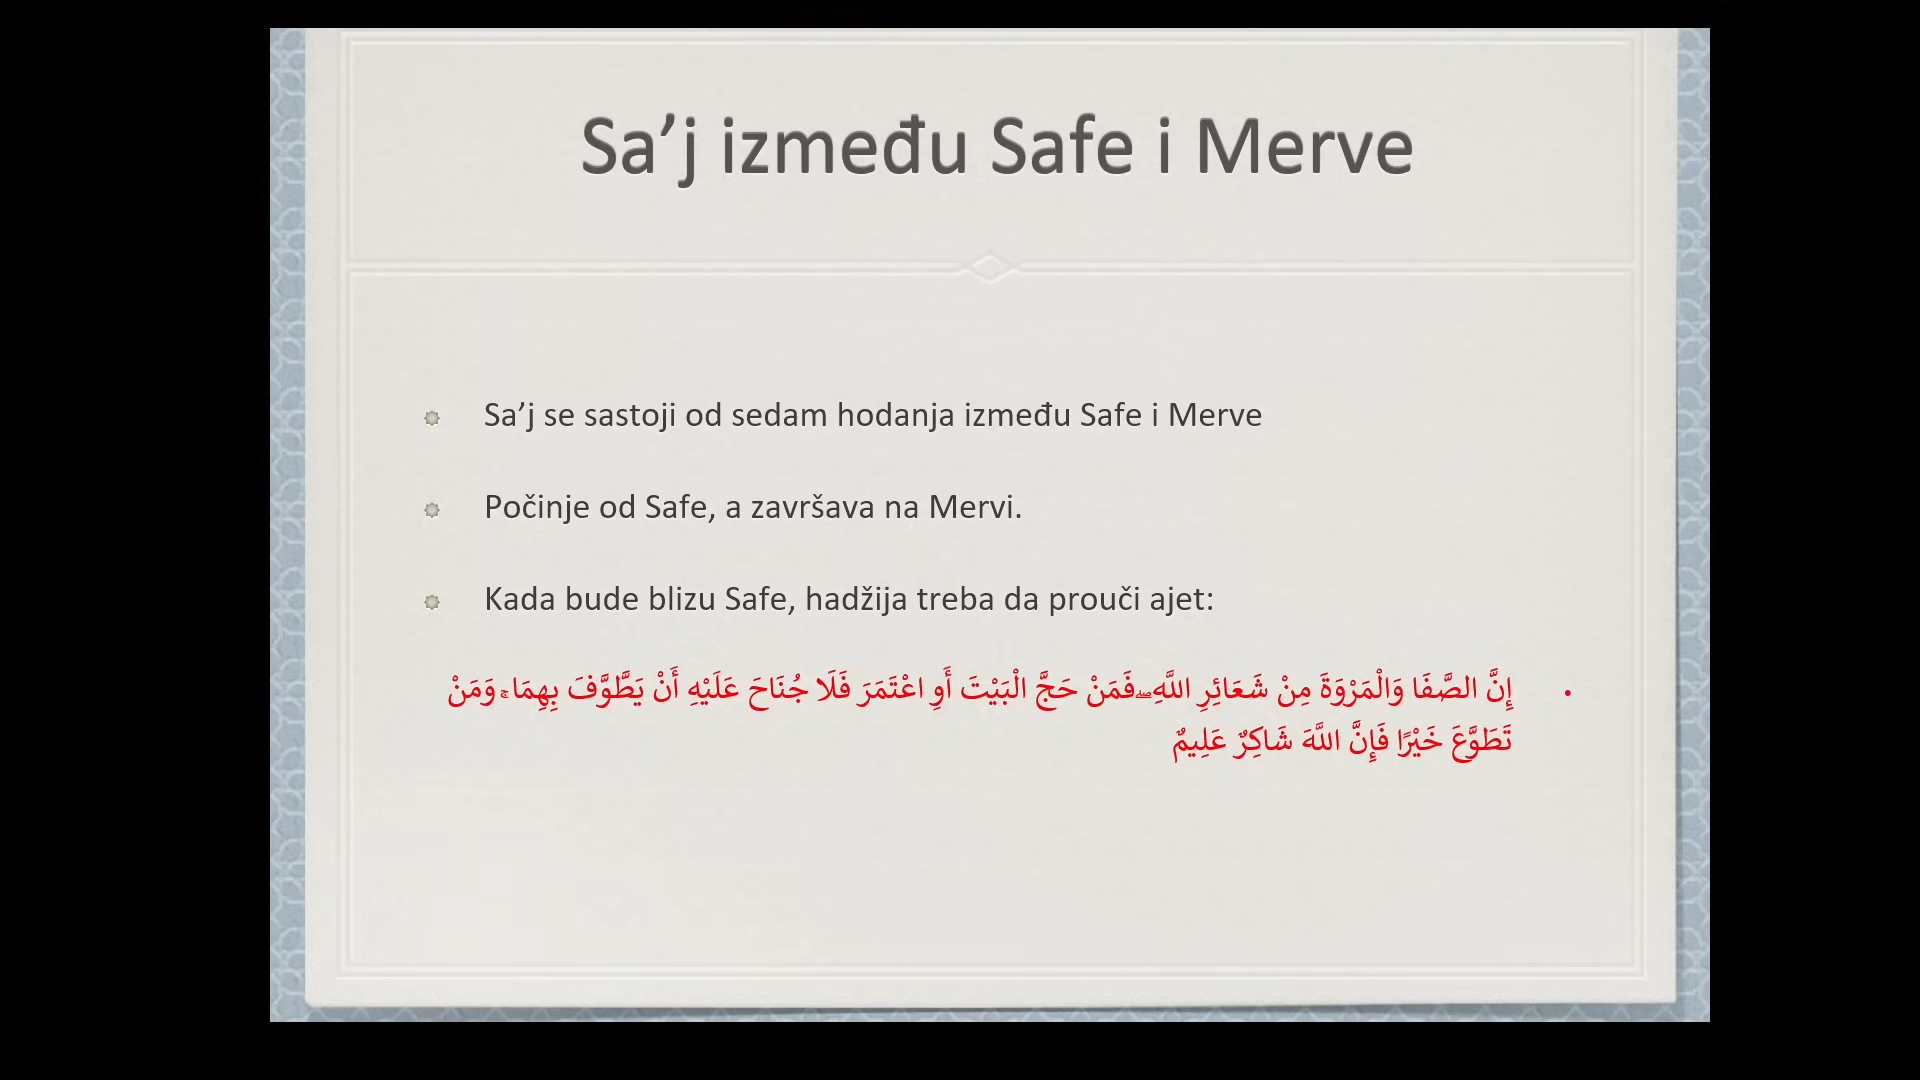 Sa’j između Safe i Merve
Sa’j se sastoji od sedam hodanja između Safe i Merve
Počinje od Safe, a završava na Mervi.
Kada bude blizu Safe, hadžija treba da prouči ajet:
• إِنَّ الصَّفَا وَالْمَرْوَةَ مِنْ شَعَائِرِ اللَّهِ ۖ فَمَنْ حَجَّ الْبَيْتَ أَوِ اعْتَمَرَ فَلَا جُنَاحَ عَلَيْهِ أَنْ يَطَّوَّفَ بِهِمَا ۚ وَمَنْ
تَطَوَّعَ خَيْرًا فَإِنَّ اللَّهَ شَاكِرٌ عَلِيمٌ